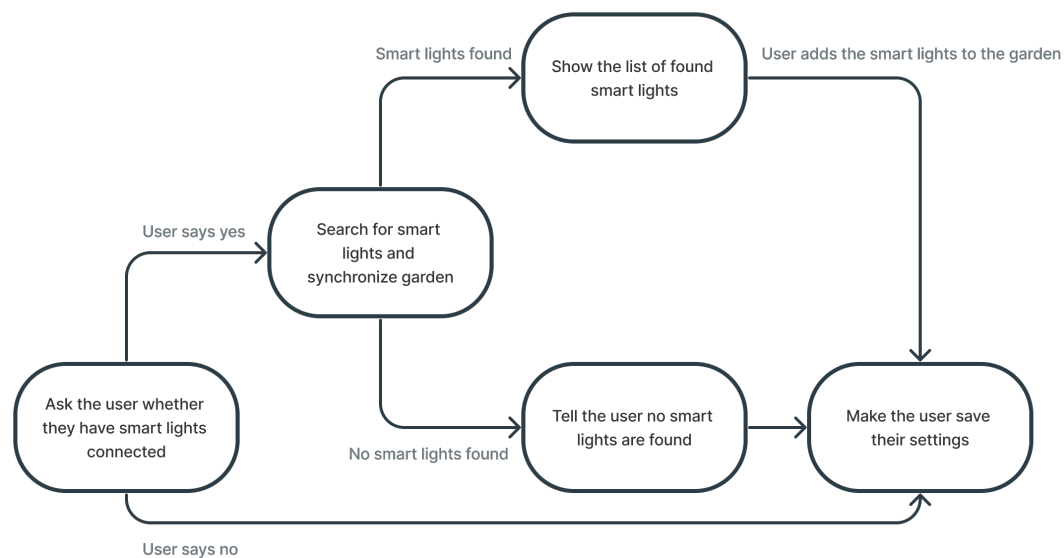 Smart lights found
User adds the smart lights to the garden
Show the list of found
smart lights
User says yes
Search for smart
lights and
synchronize garden
Ask the user whether
they have smart lights
connected
No smart lights found
Tell the user no smart
lights are found
Make the user save
their settings
User says no